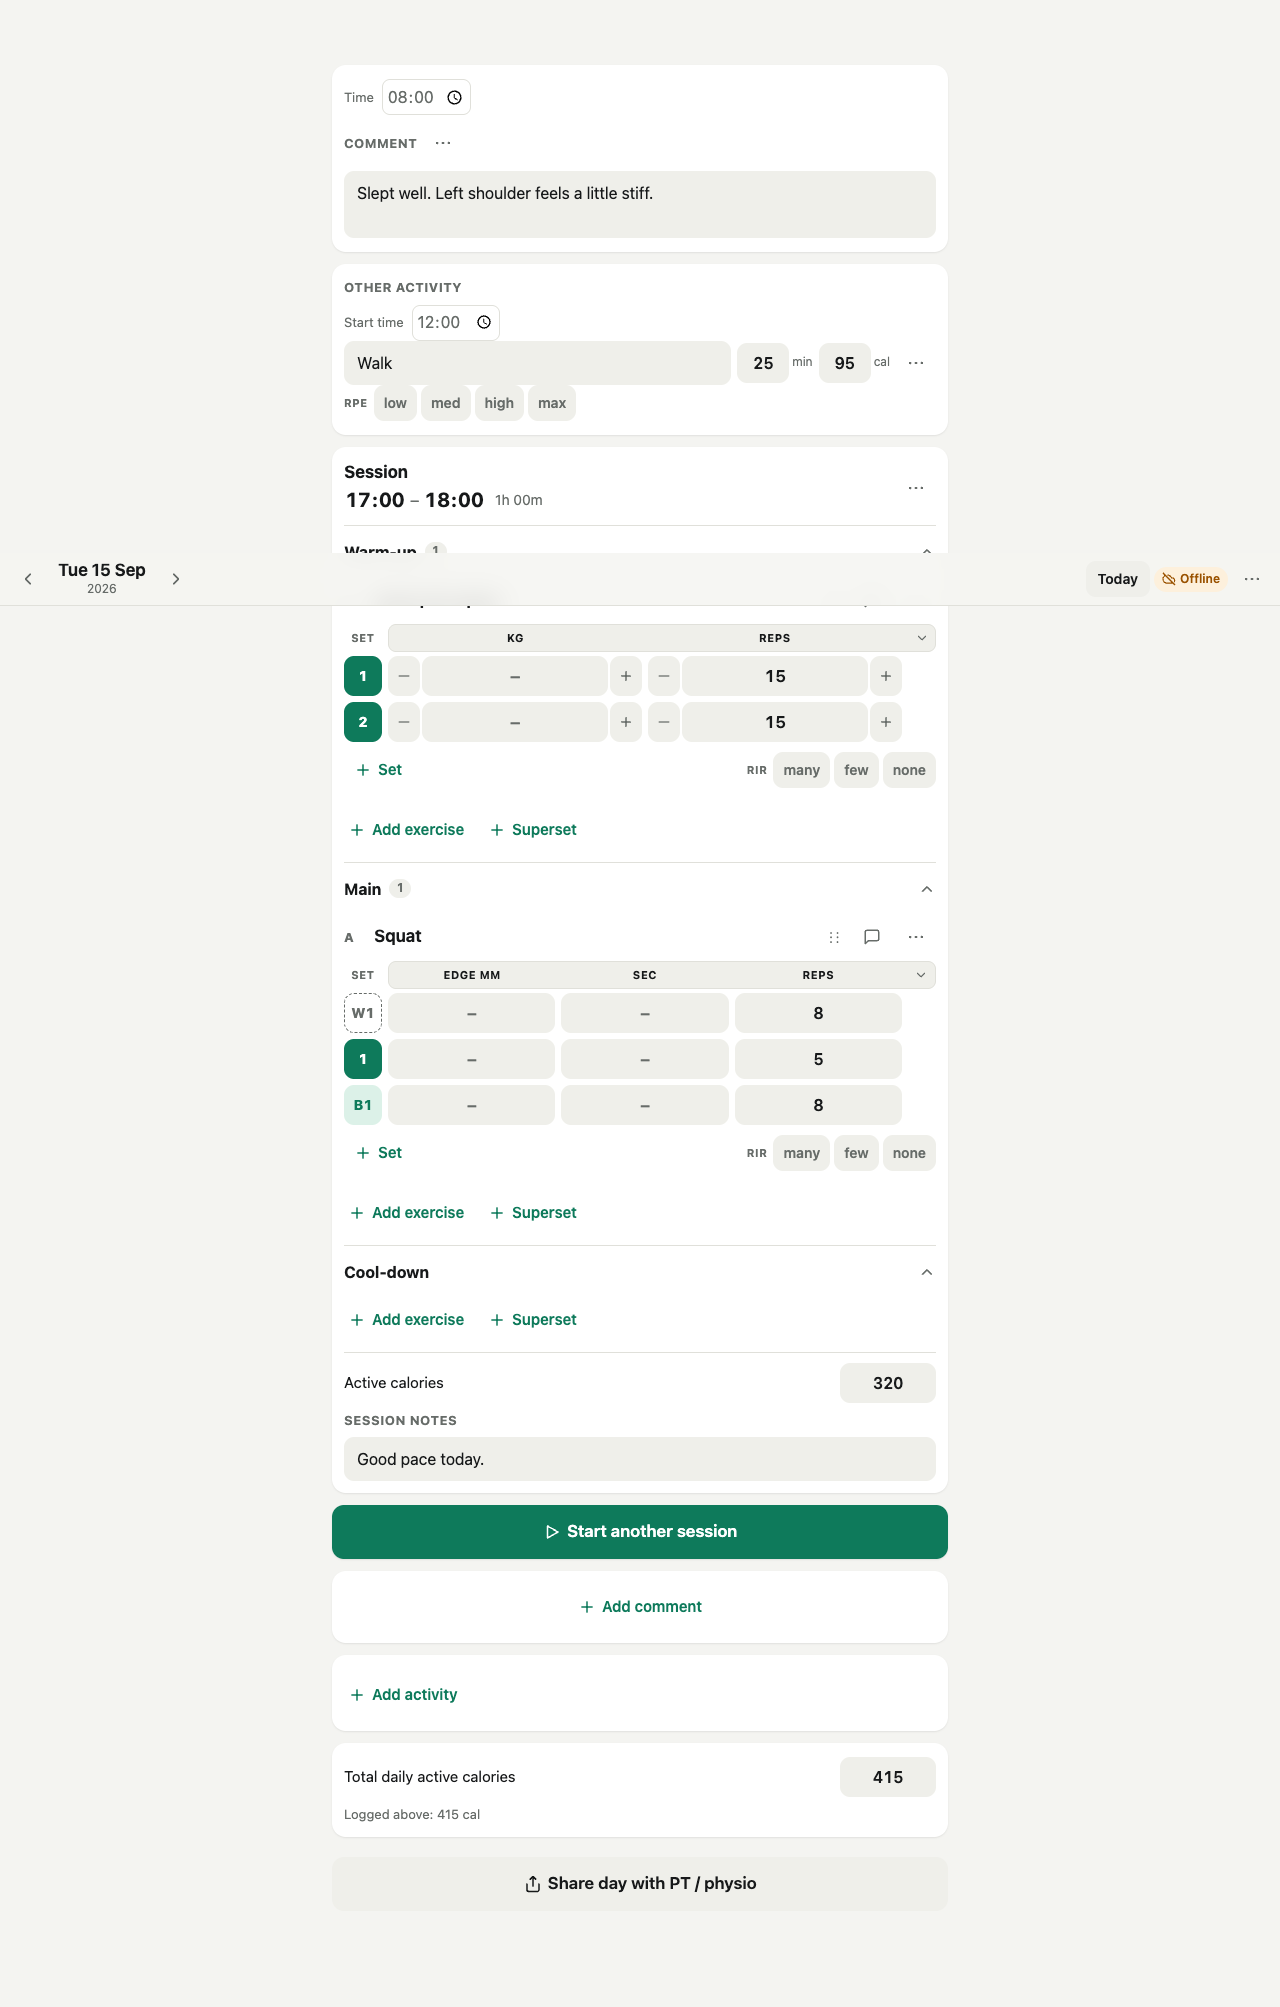 Time 08:00
COMMENT
Slept well. Left shoulder feels a little stiff.
OTHER ACTIVITY
Start time 12:00
Walk 25 min 95 cal
RPE low med high max
Session
17:00 – 18:00 1h 00m
Warm-up 1
Tue 15 Sep
2026
Today Offline
SET KG REPS
1 – 15
2 – 15
+ Set RIR many few none
+ Add exercise + Superset
Main 1
A Squat
SET EDGE MM SEC REPS
W1 – – 8
1 – – 5
B1 – – 8
+ Set RIR many few none
+ Add exercise + Superset
Cool-down
+ Add exercise + Superset
Active calories 320
SESSION NOTES
Good pace today.
Start another session
+ Add comment
+ Add activity
Total daily active calories 415
Logged above: 415 cal
Share day with PT / physio